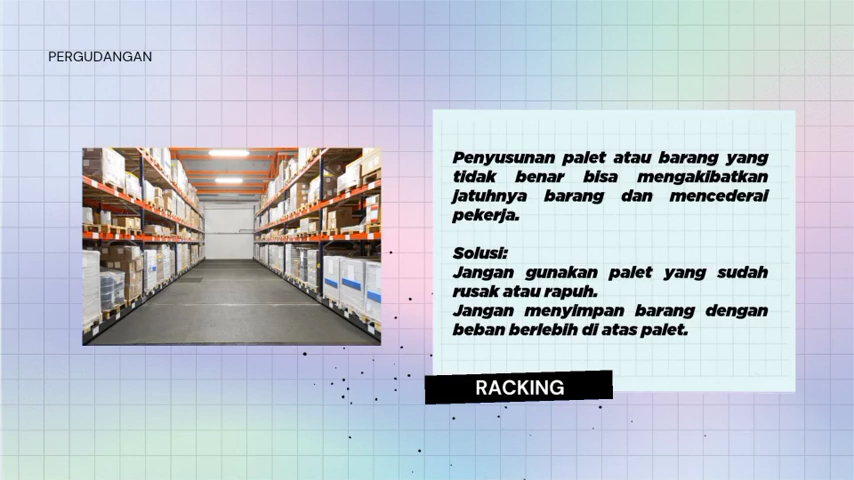 PERGUDANGAN
Penyusunan palet atau barang yang
tidak benar bisa mengakibatkan
jatuhnya barang dan mencederai
pekerja.
Solusi:
Jangan gunakan palet yang sudah
rusak atau rapuh.
Jangan menyimpan barang dengan
beban berlebih di atas palet.
RACKING